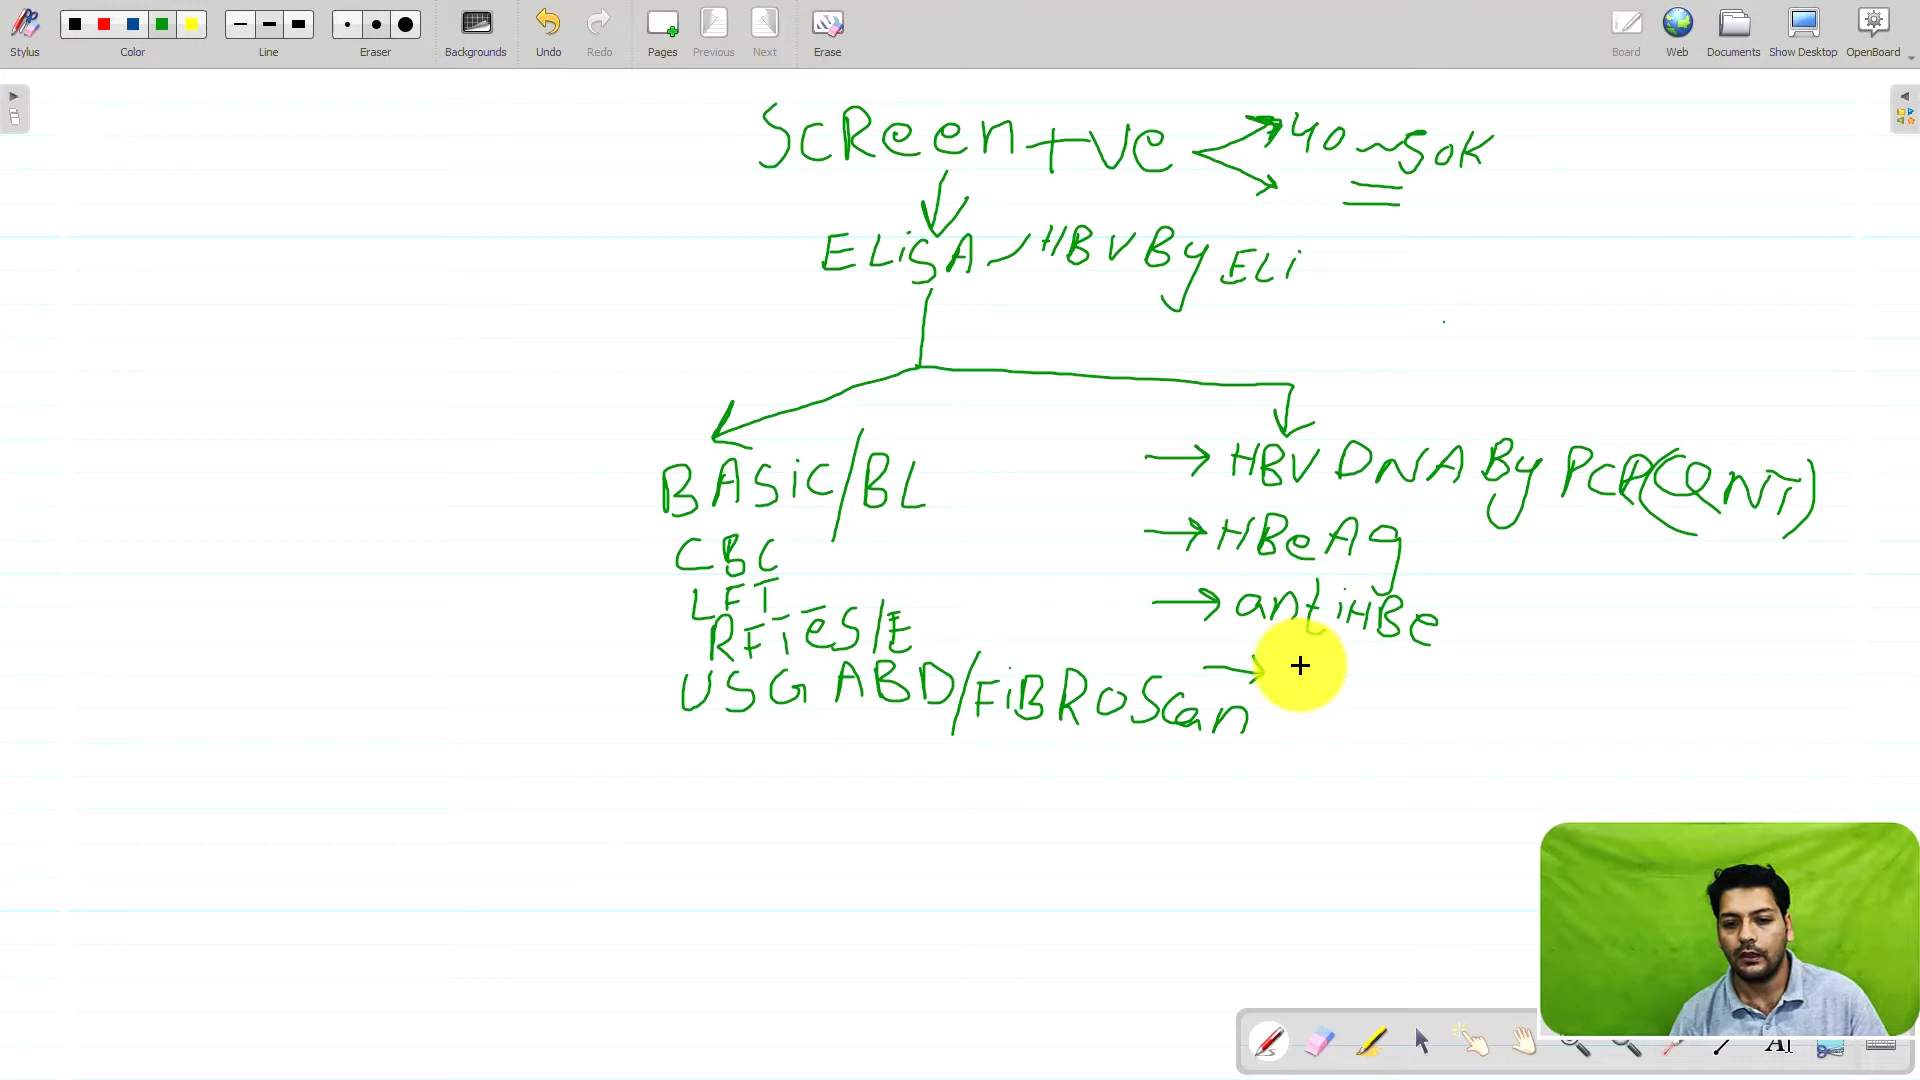 Stylus
Color
Line
Eraser
Backgrounds
Undo
Redo
Pages
Previous
Next
Erase
Board
Web
Documents
Show Desktop
OpenBoard
SCReen +ve 40 ~ 50K
ELiSA HBV By ELi
BASiC/BL
CBC
LFT
RFT eS/E
USG ABD/FiBROScan
HBV DNA By PCR (QNT)
HBeAg
anti HBe